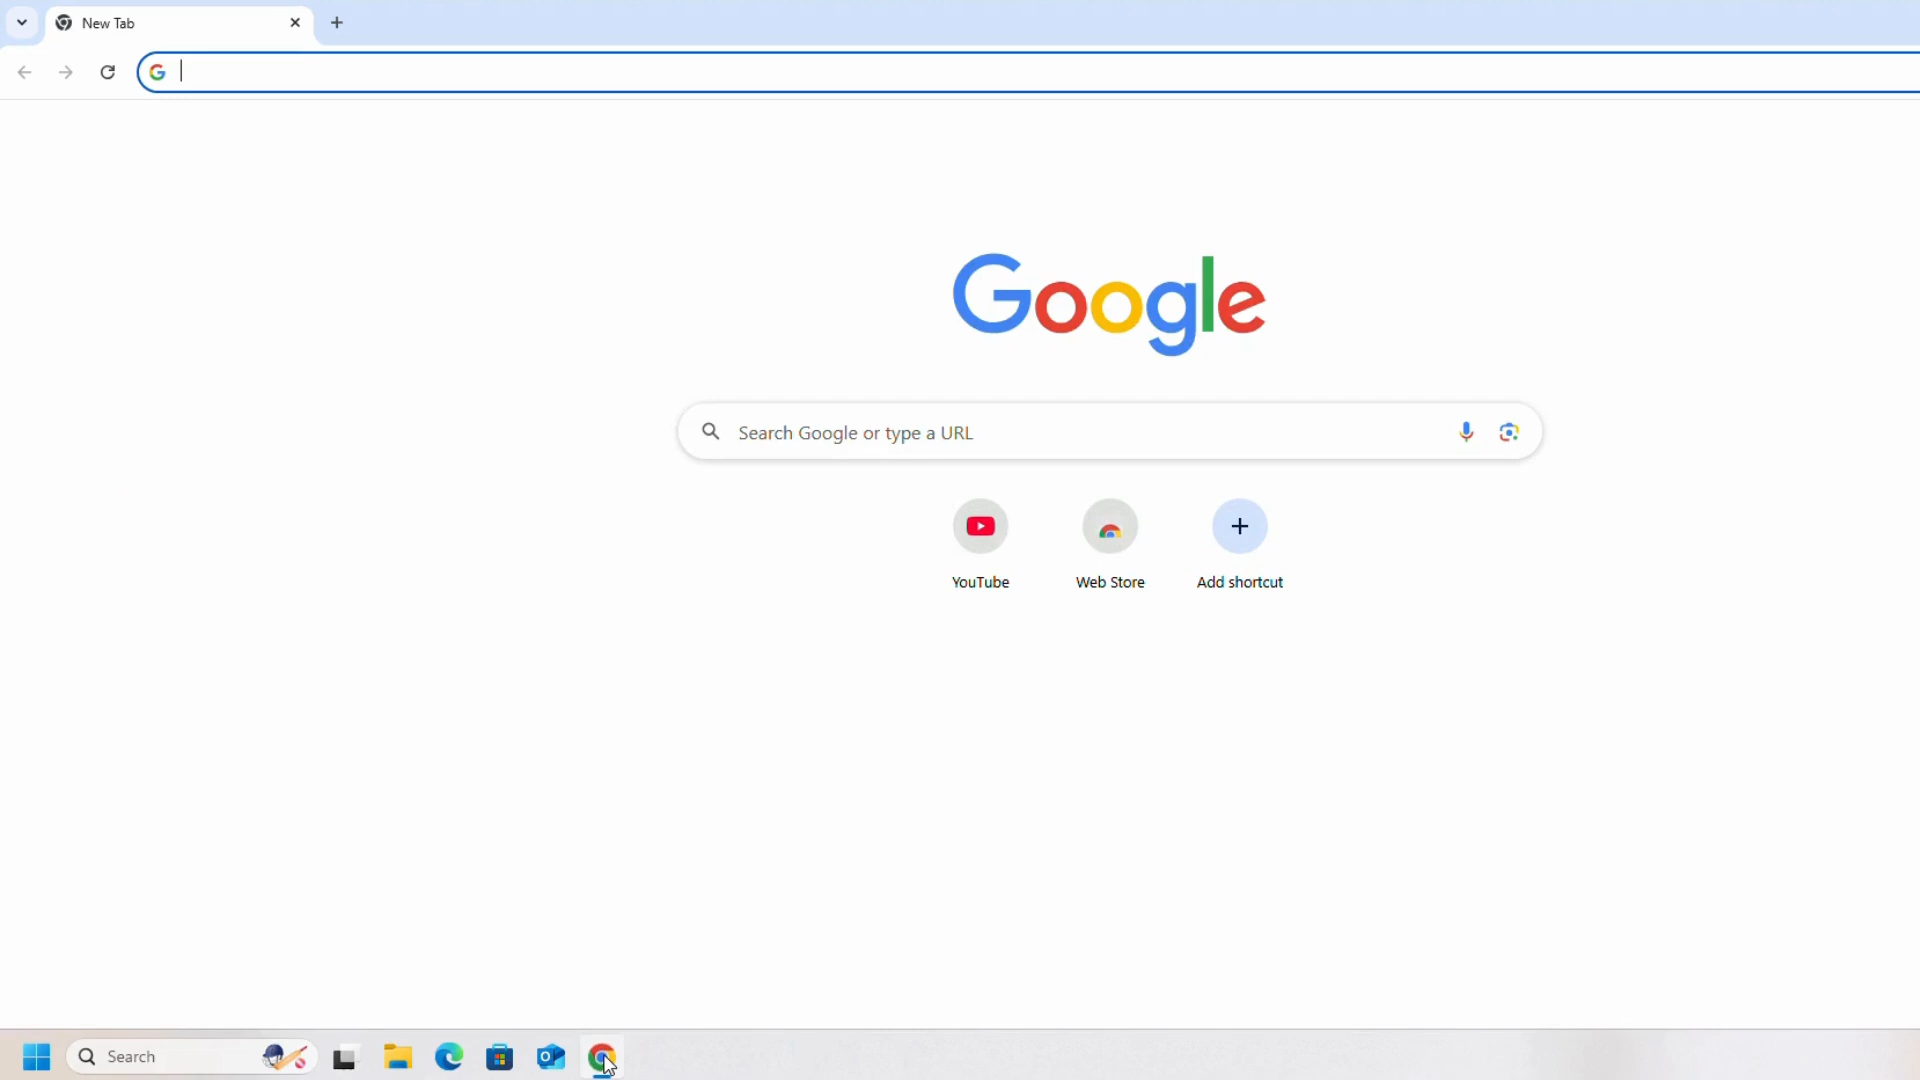 New Tab
Google
Search Google or type a URL
YouTube
Web Store
Add shortcut
Search